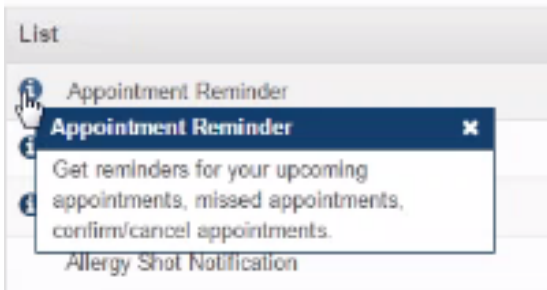 List
Appointment Reminder
Appointment Reminder ×
Get reminders for your upcoming
appointments, missed appointments,
confirm/cancel appointments.
Allergy Shot Notification